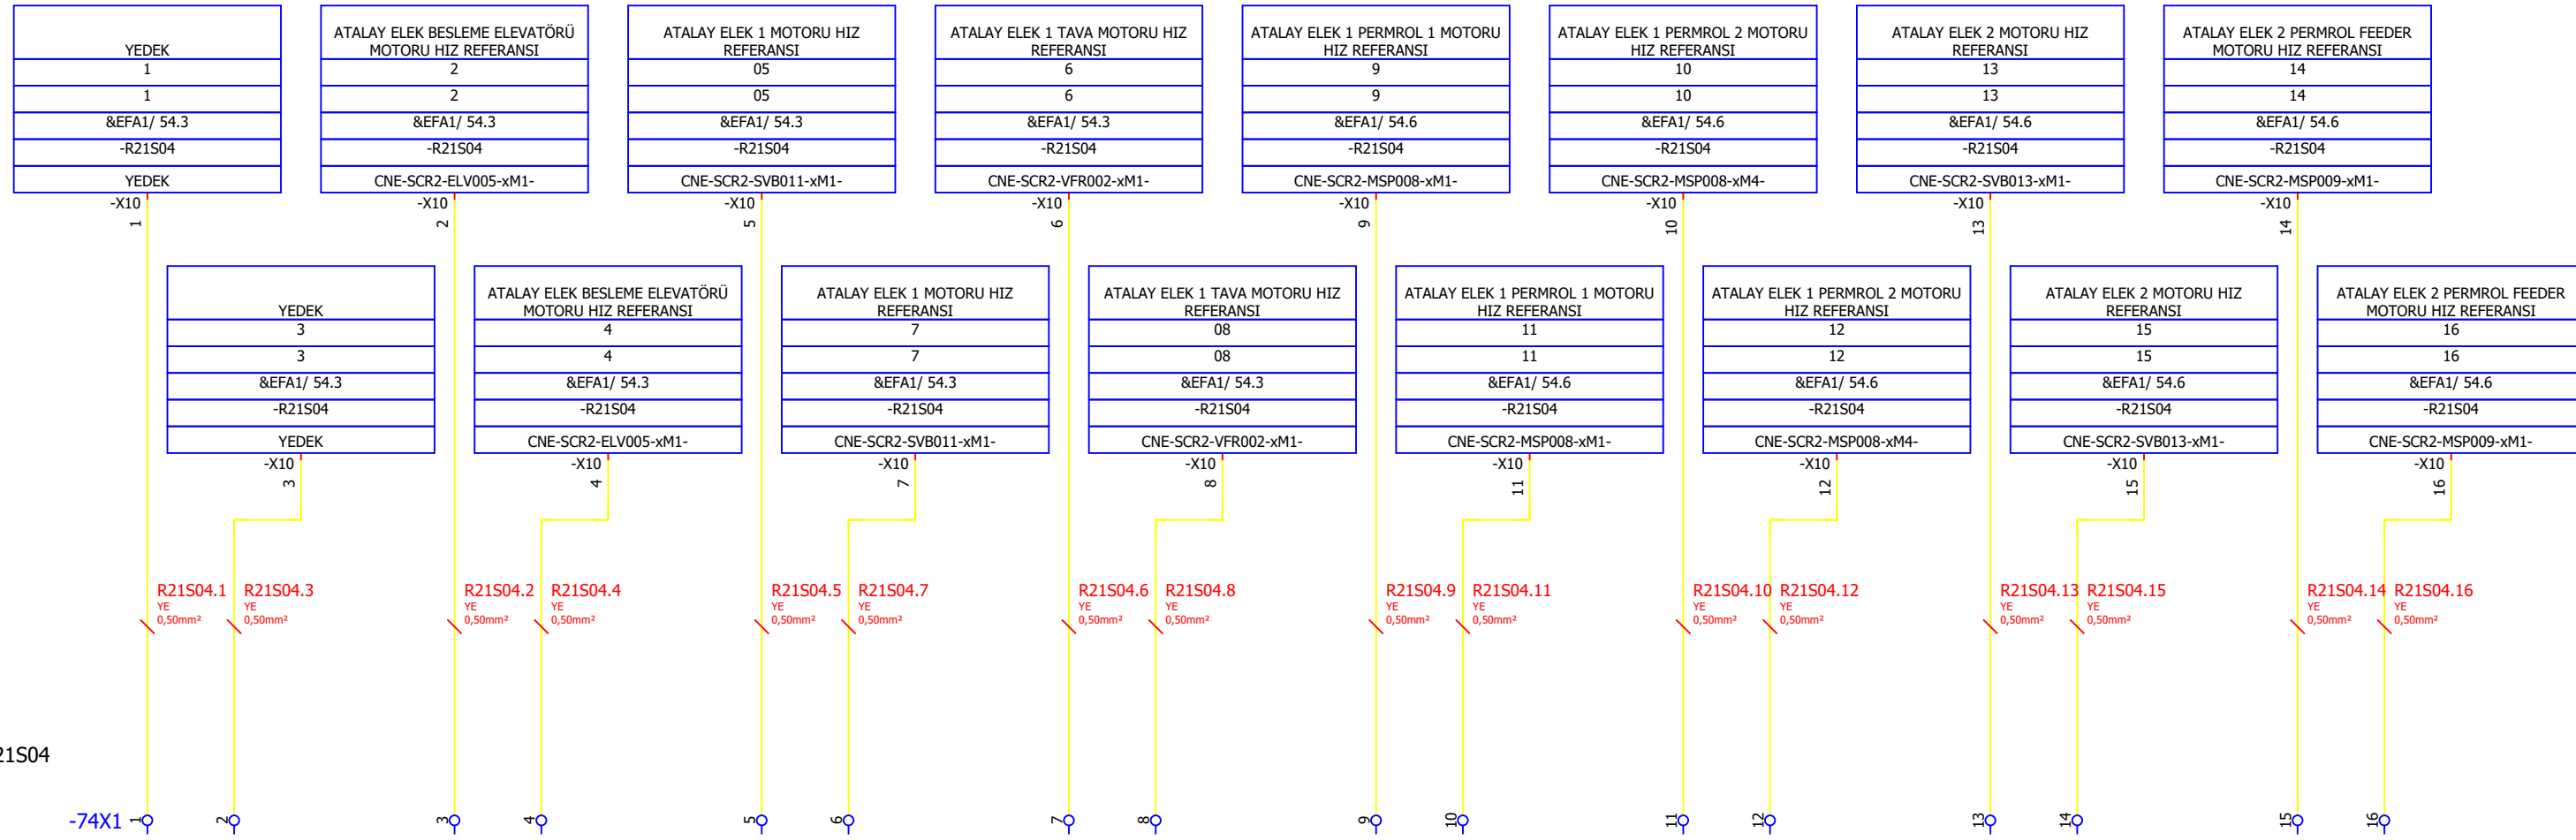 YEDEK
1
1
&EFA1/ 54.3
-R21S04
YEDEK
-X10
1
ATALAY ELEK BESLEME ELEVATÖRÜ
MOTORU HIZ REFERANSI
2
2
&EFA1/ 54.3
-R21S04
CNE-SCR2-ELV005-xM1-
-X10
2
ATALAY ELEK 1 MOTORU HIZ
REFERANSI
05
05
&EFA1/ 54.3
-R21S04
CNE-SCR2-SVB011-xM1-
-X10
5
ATALAY ELEK 1 TAVA MOTORU HIZ
REFERANSI
6
6
&EFA1/ 54.3
-R21S04
CNE-SCR2-VFR002-xM1-
-X10
6
ATALAY ELEK 1 PERMROL 1 MOTORU
HIZ REFERANSI
9
9
&EFA1/ 54.6
-R21S04
CNE-SCR2-MSP008-xM1-
-X10
9
ATALAY ELEK 1 PERMROL 2 MOTORU
HIZ REFERANSI
10
10
&EFA1/ 54.6
-R21S04
CNE-SCR2-MSP008-xM4-
-X10
10
ATALAY ELEK 2 MOTORU HIZ
REFERANSI
13
13
&EFA1/ 54.6
-R21S04
CNE-SCR2-SVB013-xM1-
-X10
13
ATALAY ELEK 2 PERMROL FEEDER
MOTORU HIZ REFERANSI
14
14
&EFA1/ 54.6
-R21S04
CNE-SCR2-MSP009-xM1-
-X10
14
YEDEK
3
3
&EFA1/ 54.3
-R21S04
YEDEK
-X10
3
ATALAY ELEK BESLEME ELEVATÖRÜ
MOTORU HIZ REFERANSI
4
4
&EFA1/ 54.3
-R21S04
CNE-SCR2-ELV005-xM1-
-X10
4
ATALAY ELEK 1 MOTORU HIZ
REFERANSI
7
7
&EFA1/ 54.3
-R21S04
CNE-SCR2-SVB011-xM1-
-X10
7
ATALAY ELEK 1 TAVA MOTORU HIZ
REFERANSI
08
08
&EFA1/ 54.3
-R21S04
CNE-SCR2-VFR002-xM1-
-X10
8
ATALAY ELEK 1 PERMROL 1 MOTORU
HIZ REFERANSI
11
11
&EFA1/ 54.6
-R21S04
CNE-SCR2-MSP008-xM1-
-X10
11
ATALAY ELEK 1 PERMROL 2 MOTORU
HIZ REFERANSI
12
12
&EFA1/ 54.6
-R21S04
CNE-SCR2-MSP008-xM4-
-X10
12
ATALAY ELEK 2 MOTORU HIZ
REFERANSI
15
15
&EFA1/ 54.6
-R21S04
CNE-SCR2-SVB013-xM1-
-X10
15
ATALAY ELEK 2 PERMROL FEEDER
MOTORU HIZ REFERANSI
16
16
&EFA1/ 54.6
-R21S04
CNE-SCR2-MSP009-xM1-
-X10
16
R21S04.1
YE
0,50mm²
R21S04.3
YE
0,50mm²
R21S04.2
YE
0,50mm²
R21S04.4
YE
0,50mm²
R21S04.5
YE
0,50mm²
R21S04.7
YE
0,50mm²
R21S04.6
YE
0,50mm²
R21S04.8
YE
0,50mm²
R21S04.9
YE
0,50mm²
R21S04.11
YE
0,50mm²
R21S04.10
YE
0,50mm²
R21S04.12
YE
0,50mm²
R21S04.13
YE
0,50mm²
R21S04.15
YE
0,50mm²
R21S04.14
YE
0,50mm²
R21S04.16
YE
0,50mm²
21S04
-74X1 1 2 3 4 5 6 7 8 9 10 11 12 13 14 15 16